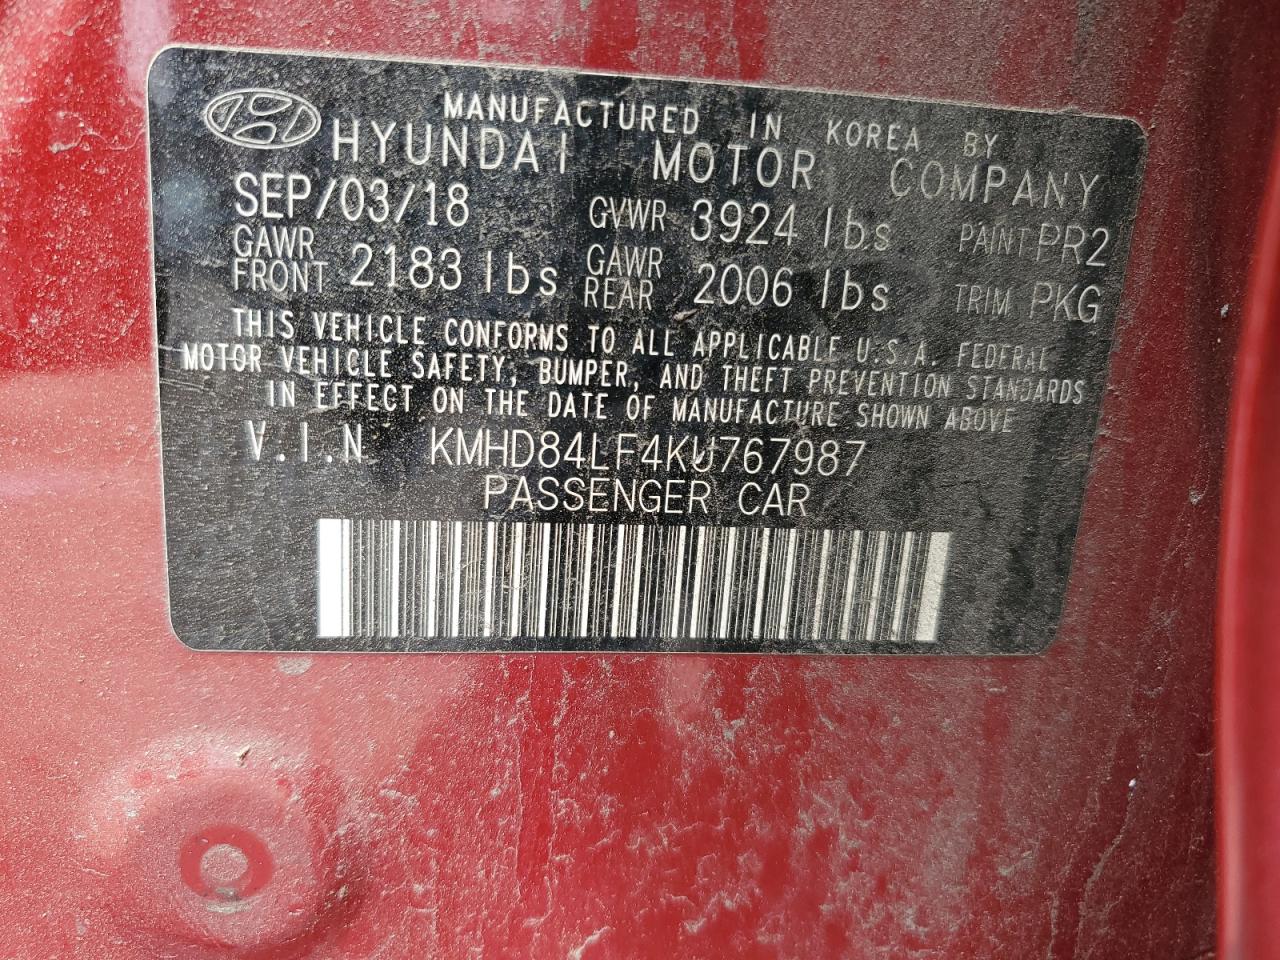 MANUFACTURED IN KOREA BY
HYUNDAI MOTOR COMPANY
SEP/03/18 GVWR 3924 lbs PAINT PR2
GAWR FRONT 2183 lbs GAWR REAR 2006 lbs TRIM PKG
THIS VEHICLE CONFORMS TO ALL APPLICABLE U.S.A. FEDERAL
MOTOR VEHICLE SAFETY, BUMPER, AND THEFT PREVENTION STANDARDS
IN EFFECT ON THE DATE OF MANUFACTURE SHOWN ABOVE
V.I.N KMHD84LF4KU767987
PASSENGER CAR